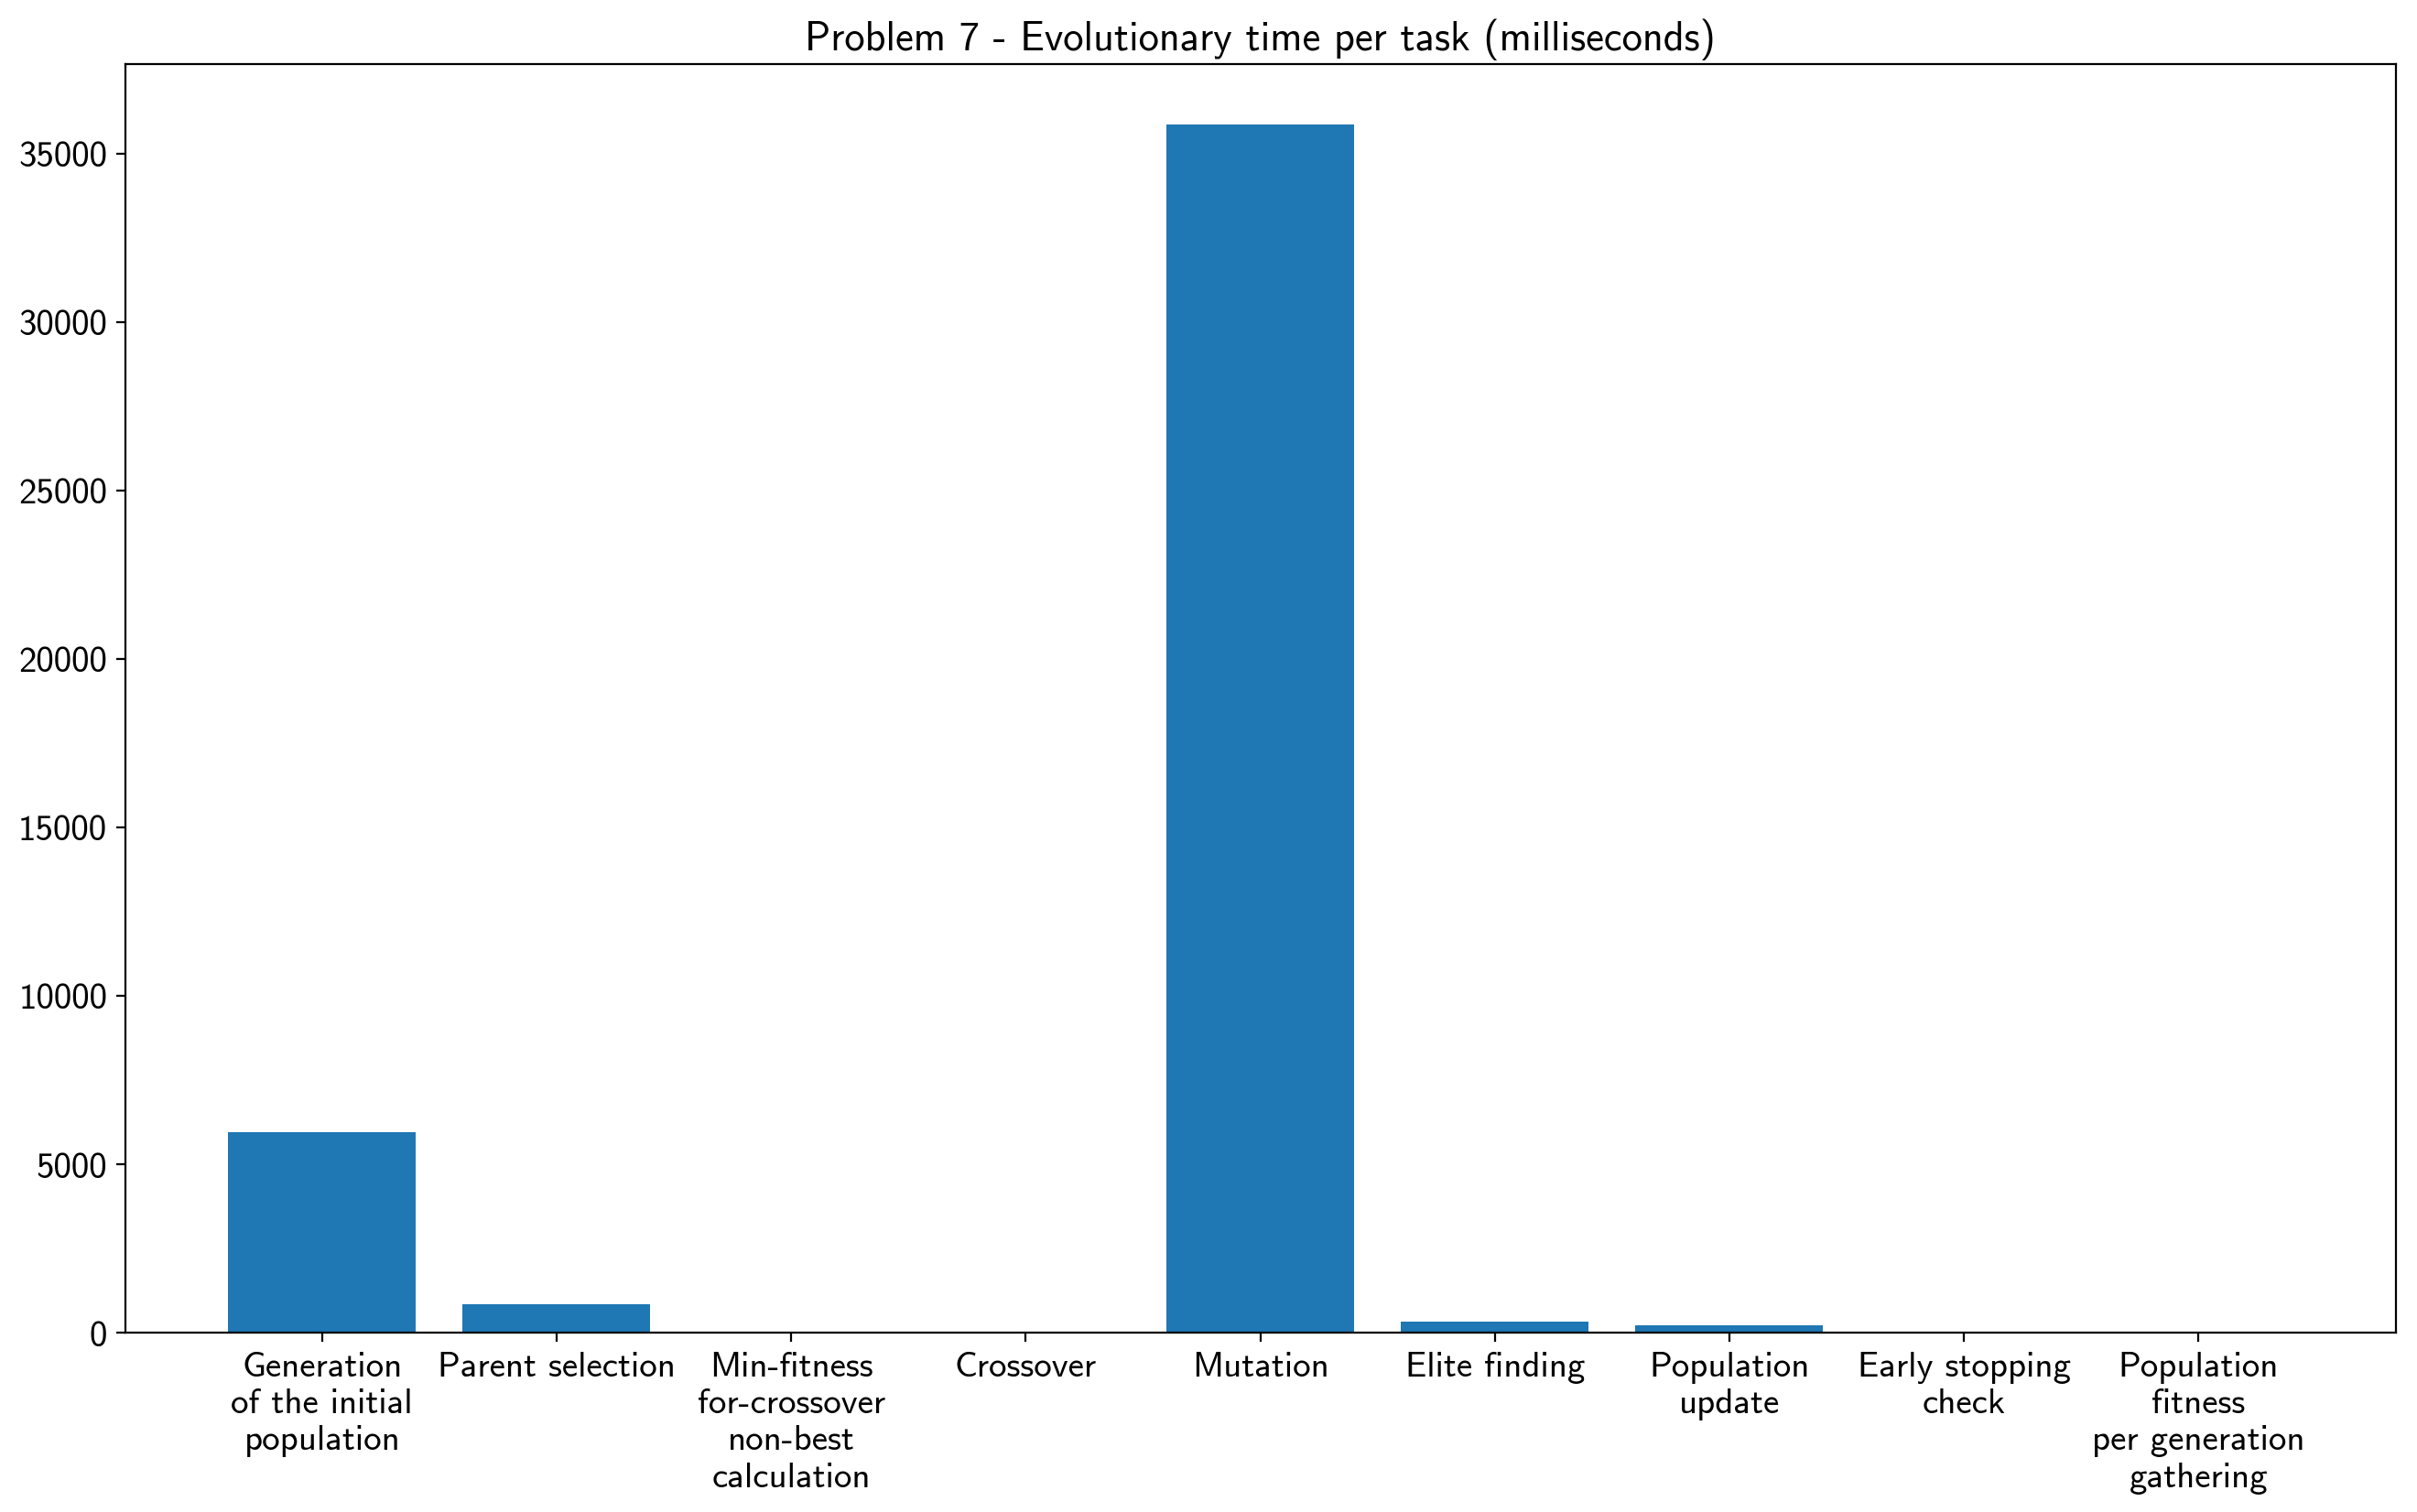 Problem 7 - Evolutionary time per task (milliseconds)
35000
30000
25000
20000
15000
10000
5000
0
Generation
of the initial
population
Parent selection
Min-fitness
for-crossover
non-best
calculation
Crossover
Mutation
Elite finding
Population
update
Early stopping
check
Population
fitness
per generation
gathering